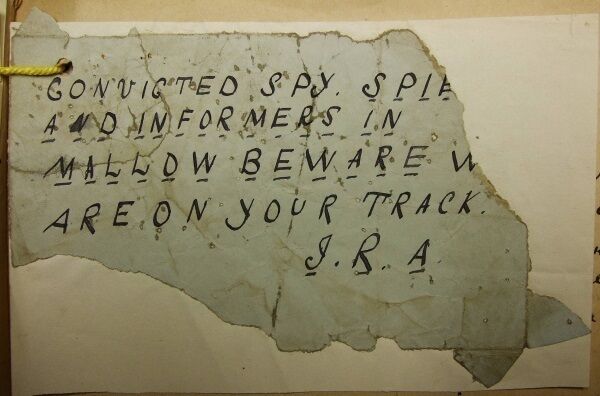 CONVICTED SPY. SPIE
AND INFORMERS IN
MALLOW BEWARE W
ARE ON YOUR TRACK.
I.R.A.